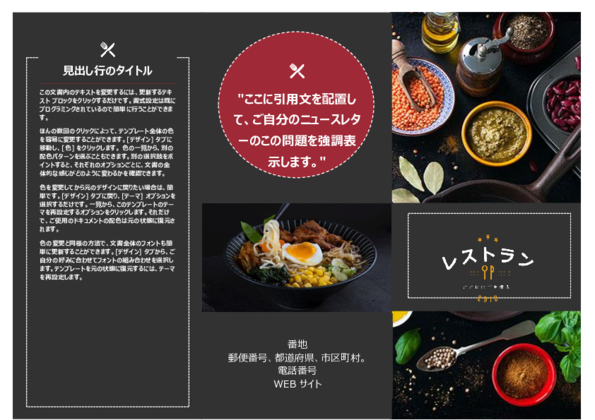 見出し行のタイトル
この文書内のテキストを変更するには、更新するテキ
スト ブロックをクリックするだけです。書式設定は既に
プログラミングされているので簡単に行うことができま
す。
ほんの数回のクリックによって、テンプレート全体の色
を簡単に変更することができます。[デザイン] タブに
移動し、[色] をクリックします。 色の一覧から、別の
配色パターンを選ぶこともできます。別の選択肢をポ
イントすると、それぞれのオプションごとに、文書の全
体的な感じがどのように変わるかを確認できます。
色を変更してから元のデザインに戻りたい場合は、簡
単です。[デザイン] タブに戻り、[テーマ] オプションを
選択するだけです。一覧から、このテンプレートのテー
マを再設定するオプションをクリックします。それだけ
で、ご使用のドキュメントの配色は元の状態に復元さ
れます。
色の変更と同様の方法で、文書全体のフォントも簡
単に更新することができます。[デザイン] タブから、ご
自分の好みに合わせてフォントの組み合わせを選択し
ます。テンプレートを元の状態に復元するには、テーマ
を再設定します。
"ここに引用文を配置し
て、ご自分のニュースレタ
ーのこの問題を強調表
示します。"
番地
郵便番号、都道府県、市区町村。
電話番号
WEB サイト
レストラン